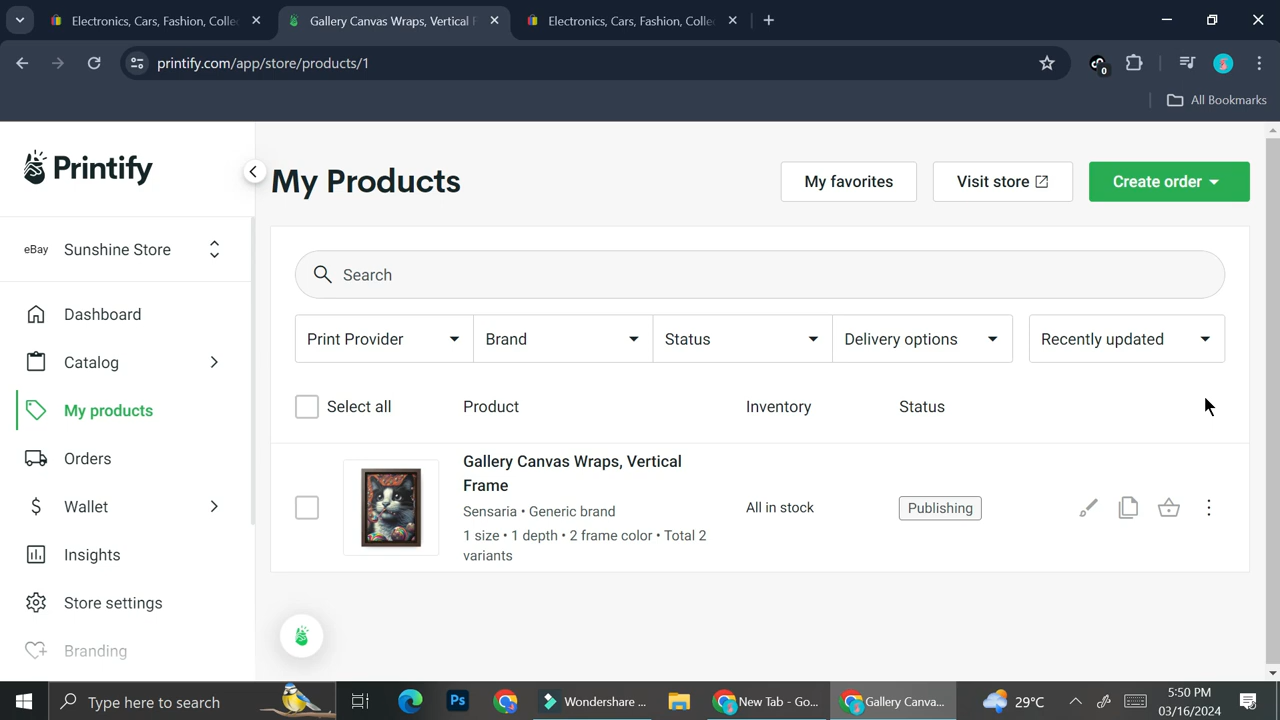 Electronics, Cars, Fashion, Colle
Gallery Canvas Wraps, Vertical F
Electronics, Cars, Fashion, Colle
printify.com/app/store/products/1
0
All Bookmarks
Printify
My Products
My favorites
Visit store
Create order
eBay Sunshine Store
Search
Dashboard
Print Provider
Brand
Status
Delivery options
Recently updated
Catalog
My products
Select all
Product
Inventory
Status
Orders
Gallery Canvas Wraps, Vertical
Frame
Sensaria • Generic brand
1 size • 1 depth • 2 frame color • Total 2
variants
All in stock
Publishing
Wallet
Insights
Store settings
Branding
Type here to search
Ps
Wondershare ...
New Tab - Go...
Gallery Canva...
29°C
5:50 PM
03/16/2024